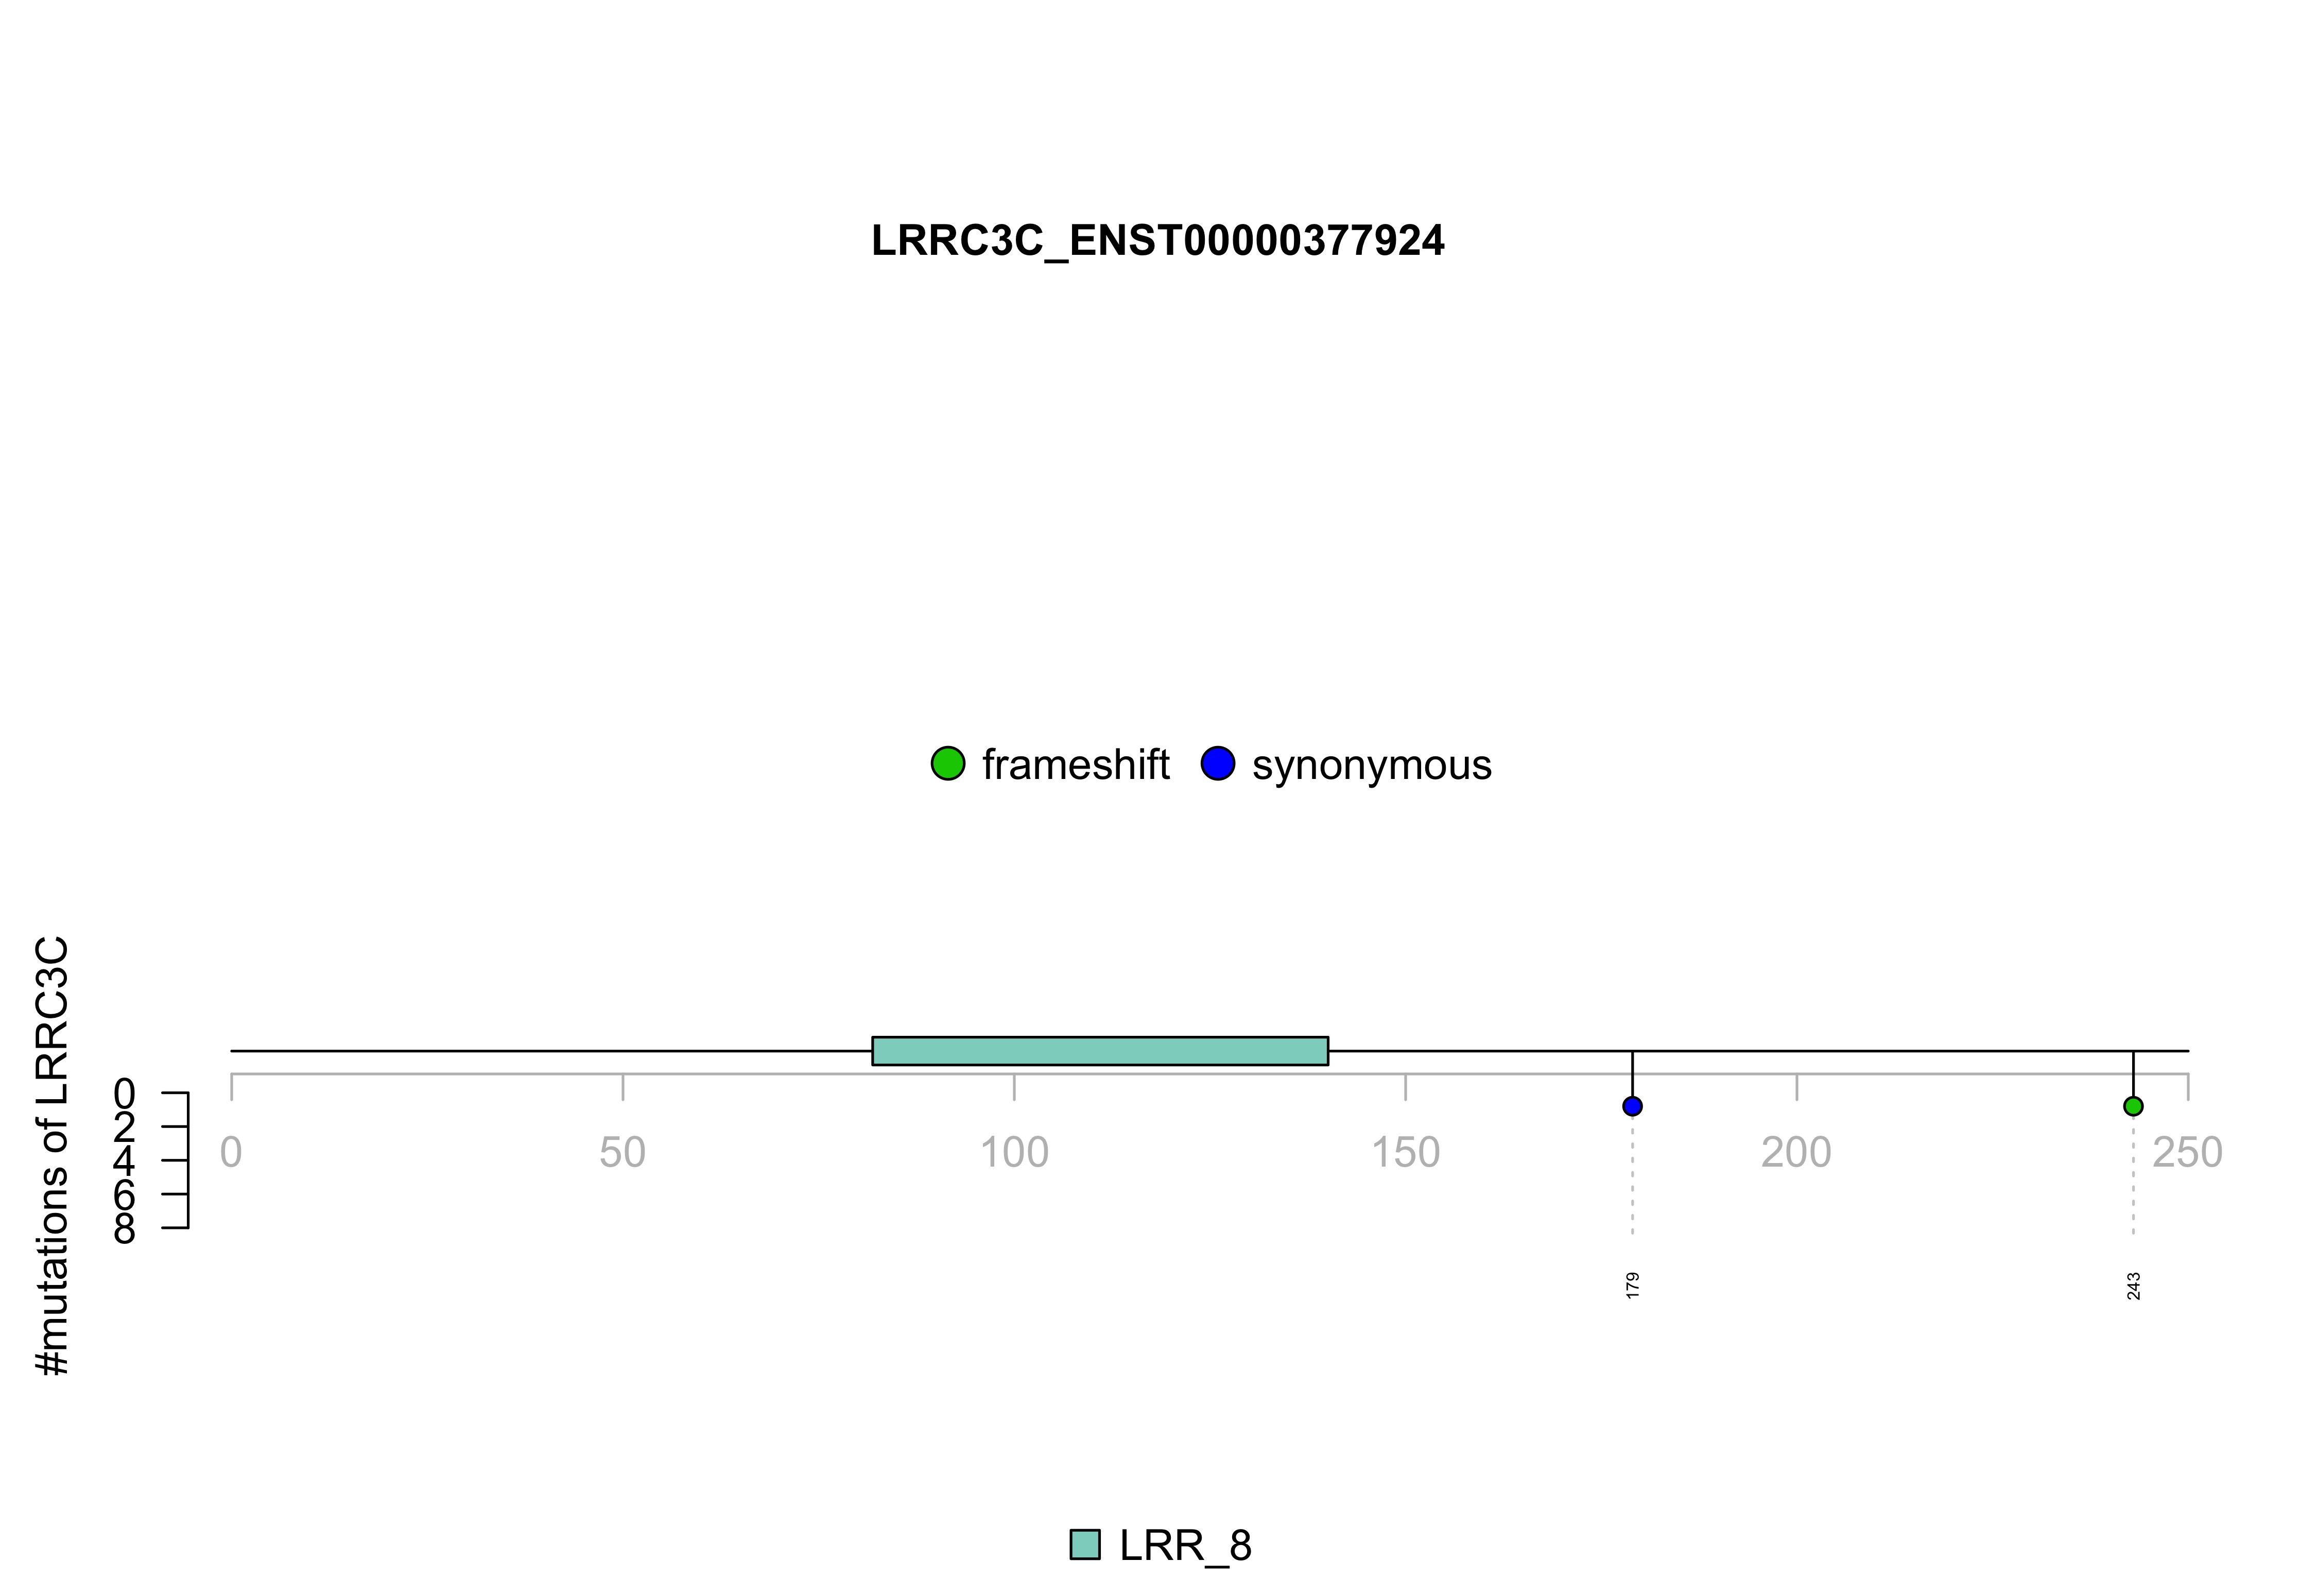 LRRC3C_ENST00000377924
frameshift synonymous
#mutations of LRRC3C
0
2
4
6
8
0 50 100 150 200 250
179 243
LRR_8